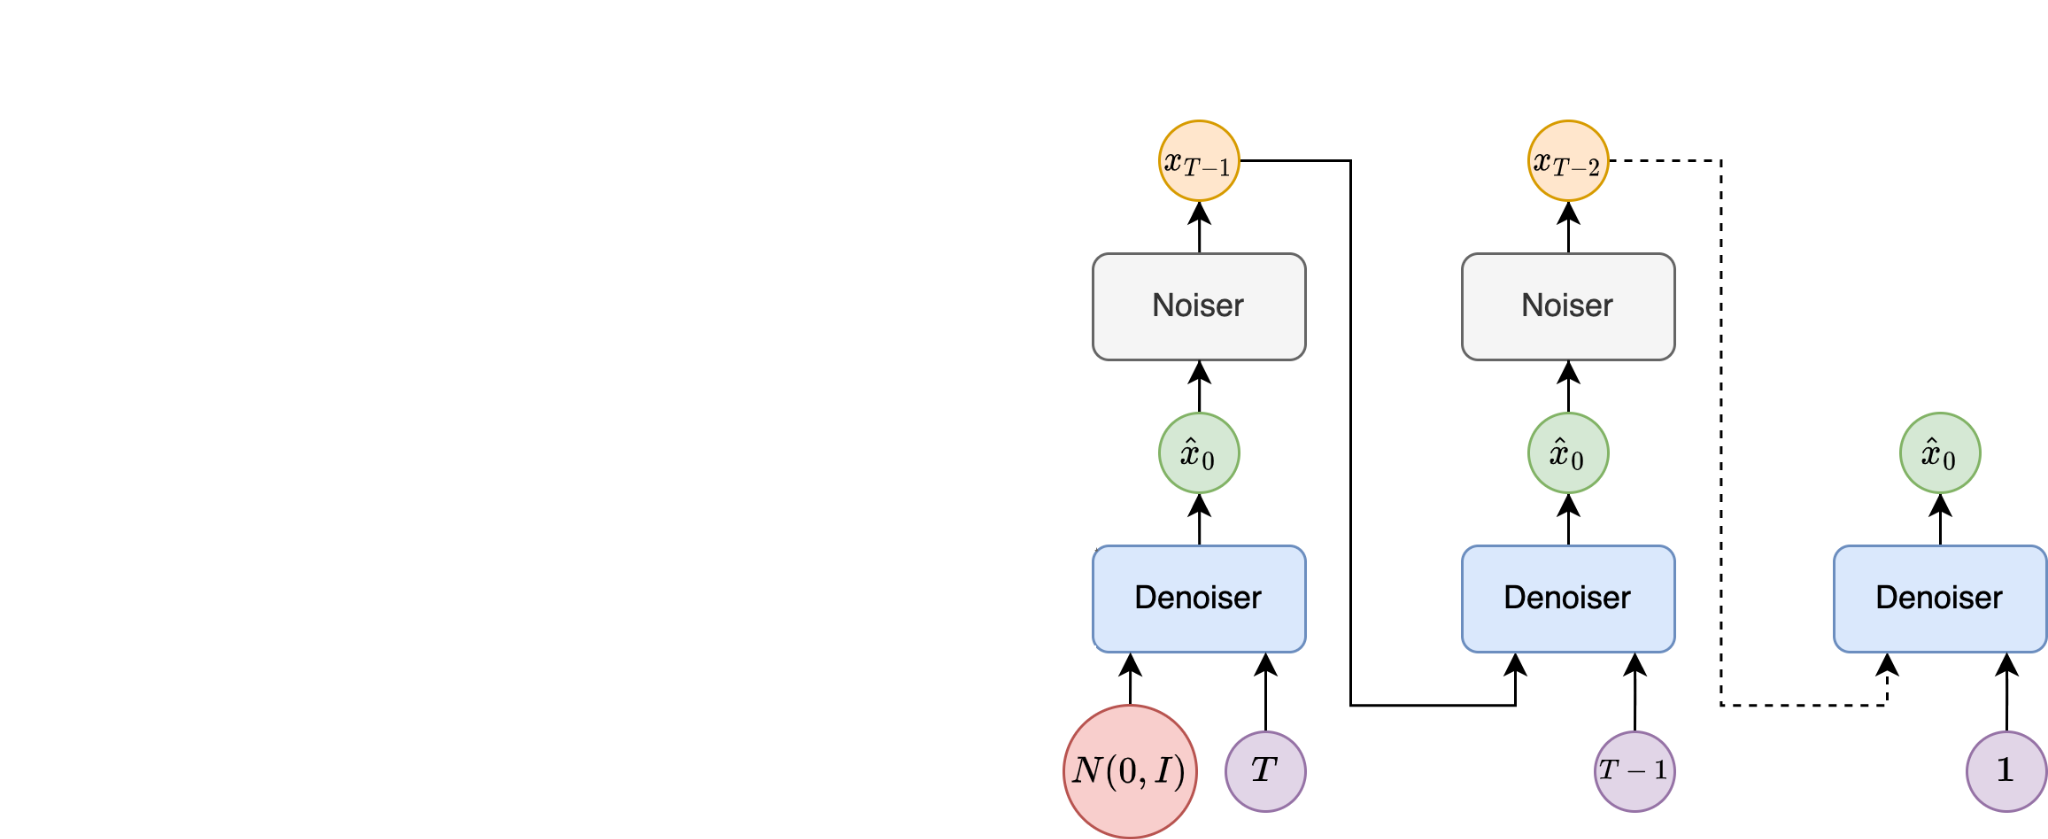 x_{T-1}
x_{T-2}
Noiser
Noiser
x̂_0
x̂_0
x̂_0
Denoiser
Denoiser
Denoiser
N(0, I)
T
T − 1
1